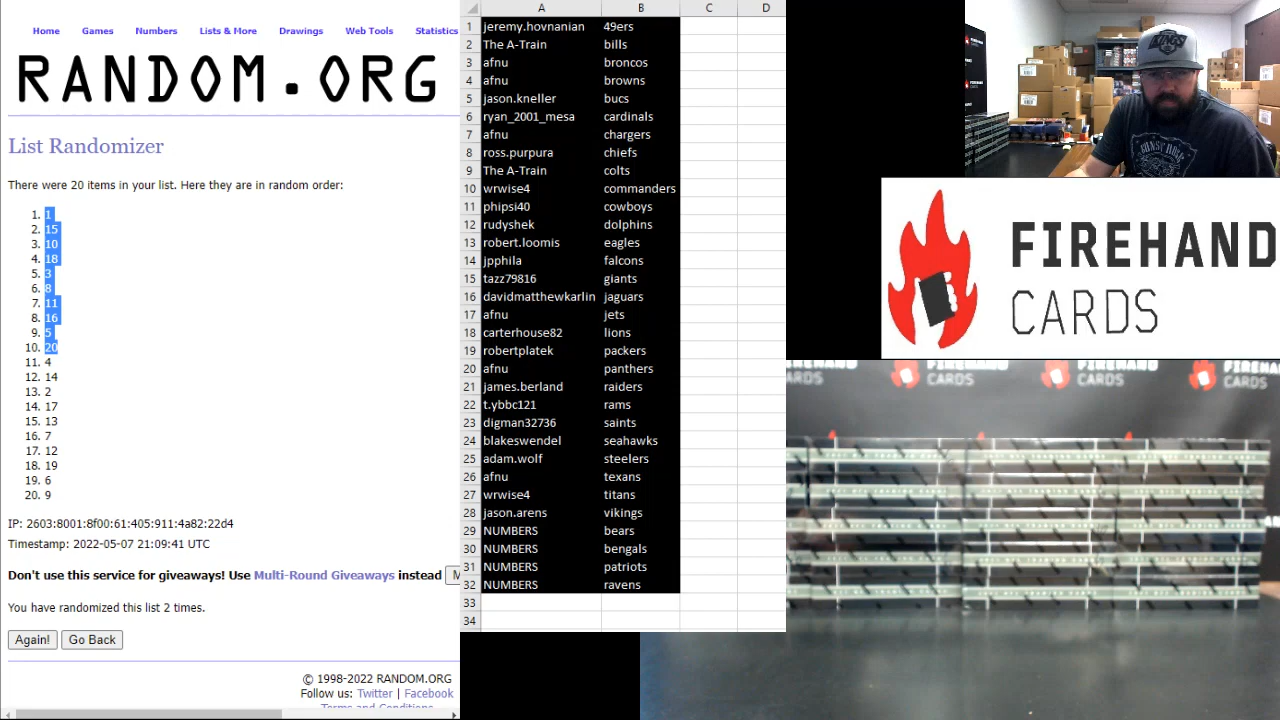 Home Games Numbers Lists & More Drawings Web Tools Statistics
RANDOM.ORG
List Randomizer
There were 20 items in your list. Here they are in random order:
1. 1
2. 15
3. 10
4. 18
5. 3
6. 8
7. 11
8. 16
9. 5
10. 20
11. 4
12. 14
13. 2
14. 17
15. 13
16. 7
17. 12
18. 19
19. 6
20. 9
IP: 2603:8001:8f00:61:405:911:4a82:22d4
Timestamp: 2022-05-07 21:09:41 UTC
Don't use this service for giveaways! Use Multi-Round Giveaways instead M
You have randomized this list 2 times.
Again! Go Back
© 1998-2022 RANDOM.ORG
Follow us: Twitter | Facebook
Terms and Conditions
A B C D
1 jeremy.hovnanian 49ers
2 The A-Train bills
3 afnu broncos
4 afnu browns
5 jason.kneller bucs
6 ryan_2001_mesa cardinals
7 afnu chargers
8 ross.purpura chiefs
9 The A-Train colts
10 wrwise4 commanders
11 phipsi40 cowboys
12 rudyshek dolphins
13 robert.loomis eagles
14 jpphila falcons
15 tazz79816 giants
16 davidmatthewkarlin jaguars
17 afnu jets
18 carterhouse82 lions
19 robertplatek packers
20 afnu panthers
21 james.berland raiders
22 t.ybbc121 rams
23 digman32736 saints
24 blakeswendel seahawks
25 adam.wolf steelers
26 afnu texans
27 wrwise4 titans
28 jason.arens vikings
29 NUMBERS bears
30 NUMBERS bengals
31 NUMBERS patriots
32 NUMBERS ravens
33
34
KINGS
FIREHAND
CARDS
FIREHAND
CARDS
FIREHAND
CARDS